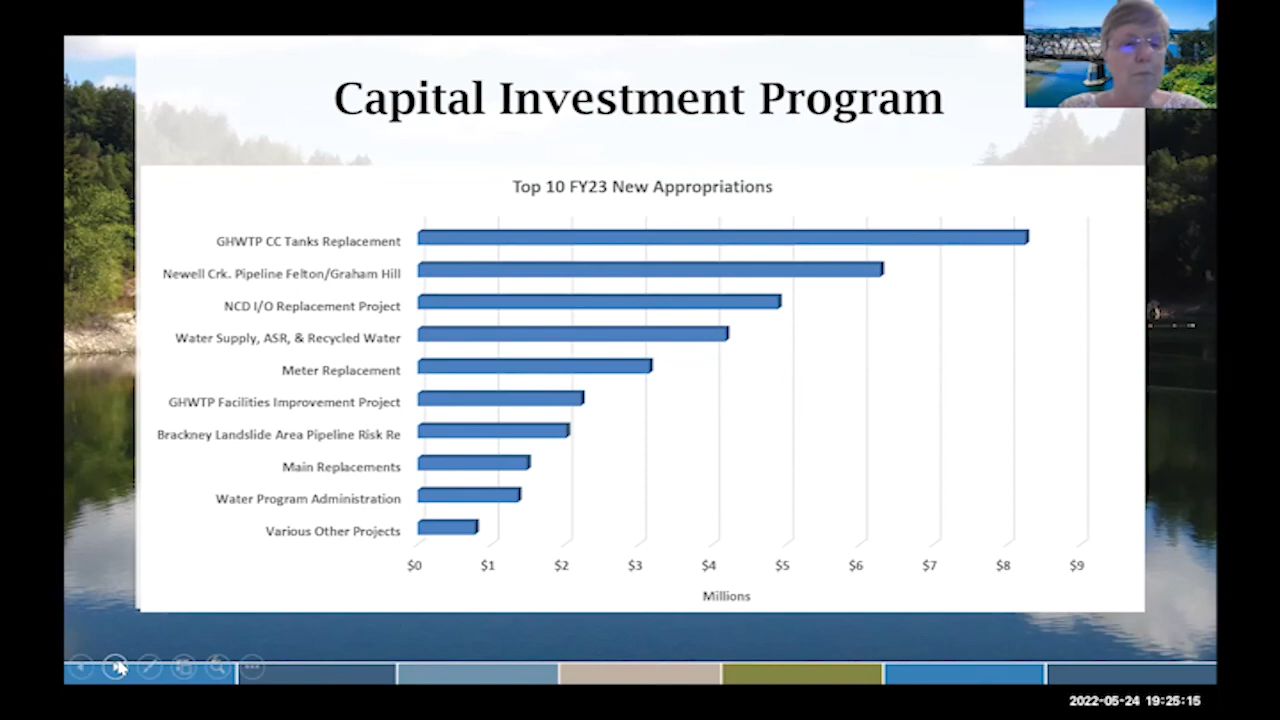 Capital Investment Program
Top 10 FY23 New Appropriations
GHWTP CC Tanks Replacement
Newell Crk. Pipeline Felton/Graham Hill
NCD I/O Replacement Project
Water Supply, ASR, & Recycled Water
Meter Replacement
GHWTP Facilities Improvement Project
Brackney Landslide Area Pipeline Risk Re
Main Replacements
Water Program Administration
Various Other Projects
$0 $1 $2 $3 $4 $5 $6 $7 $8 $9
Millions
2022-05-24 19:25:15